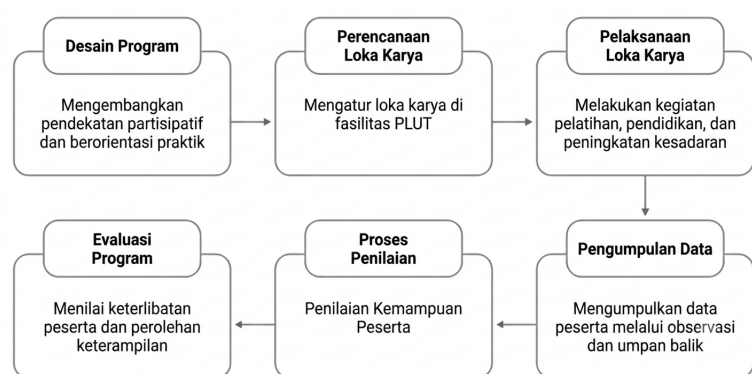 Desain Program
Mengembangkan
pendekatan partisipatif
dan berorientasi praktik
Perencanaan
Loka Karya
Mengatur loka karya di
fasilitas PLUT
Pelaksanaan
Loka Karya
Melakukan kegiatan
pelatihan, pendidikan, dan
peningkatan kesadaran
Pengumpulan Data
Mengumpulkan data
peserta melalui observasi
dan umpan balik
Proses
Penilaian
Penilaian Kemampuan
Peserta
Evaluasi
Program
Menilai keterlibatan
peserta dan perolehan
keterampilan